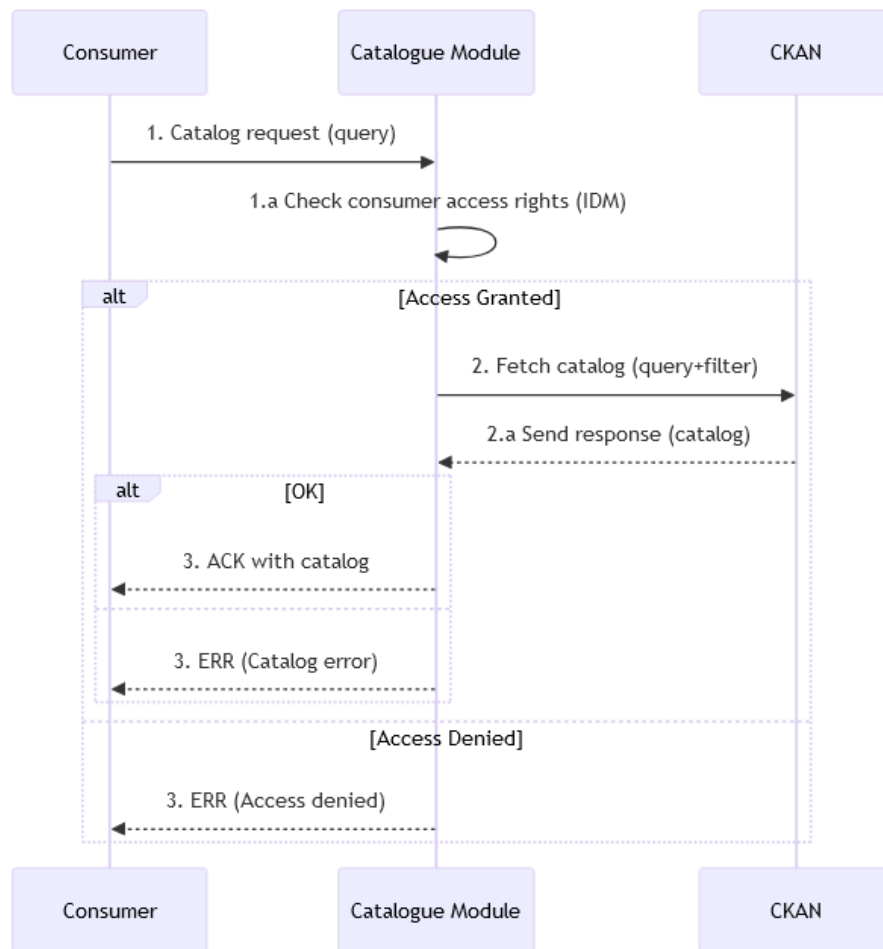 Consumer
Catalogue Module
CKAN
1. Catalog request (query)
1.a Check consumer access rights (IDM)
alt
[Access Granted]
2. Fetch catalog (query+filter)
2.a Send response (catalog)
alt
[OK]
3. ACK with catalog
3. ERR (Catalog error)
[Access Denied]
3. ERR (Access denied)
Consumer
Catalogue Module
CKAN